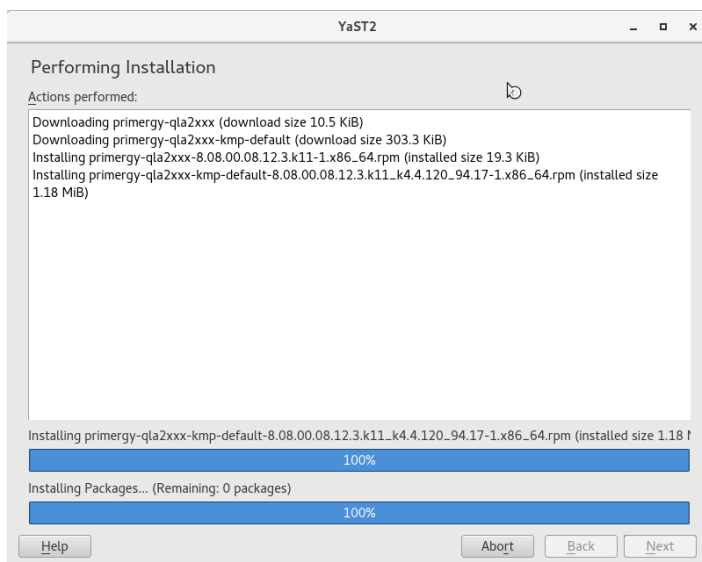 YaST2
Performing Installation
Actions performed:
Downloading primergy-qla2xxx (download size 10.5 KiB)
Downloading primergy-qla2xxx-kmp-default (download size 303.3 KiB)
Installing primergy-qla2xxx-8.08.00.08.12.3.k11-1.x86_64.rpm (installed size 19.3 KiB)
Installing primergy-qla2xxx-kmp-default-8.08.00.08.12.3.k11_k4.4.120_94.17-1.x86_64.rpm (installed size
1.18 MiB)
Installing primergy-qla2xxx-kmp-default-8.08.00.08.12.3.k11_k4.4.120_94.17-1.x86_64.rpm (installed size 1.18
100%
Installing Packages... (Remaining: 0 packages)
100%
Help
Abort
Back
Next